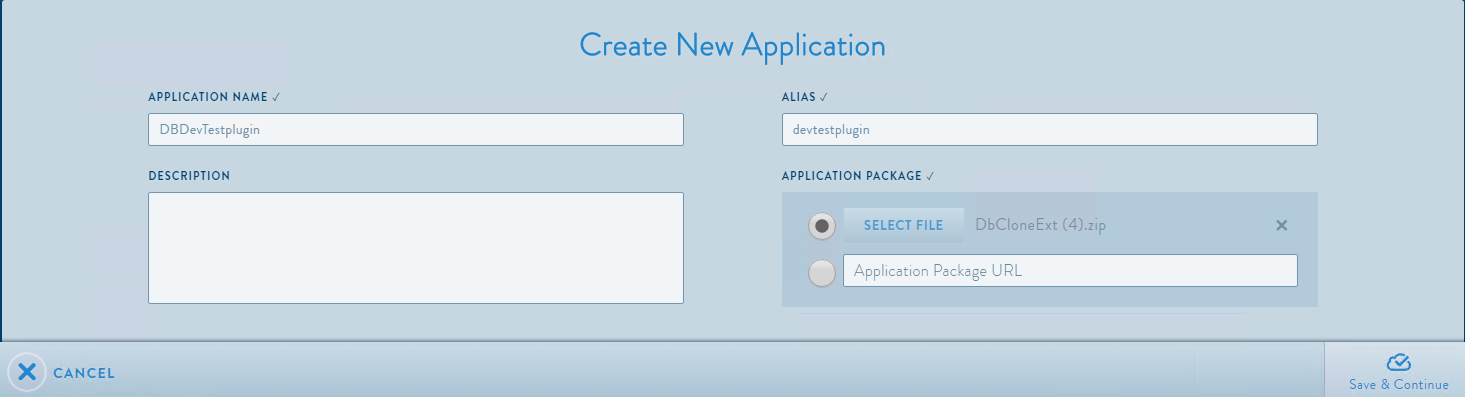 Create New Application
APPLICATION NAME ✓
ALIAS ✓
DBDevTestplugin
devtestplugin
DESCRIPTION
APPLICATION PACKAGE ✓
SELECT FILE DbCloneExt (4).zip
Application Package URL
CANCEL
Save & Continue